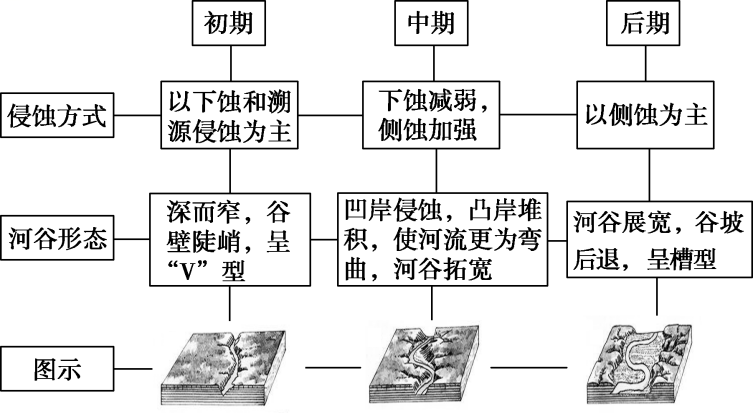 初期
中期
后期
侵蚀方式
以下蚀和溯
源侵蚀为主
下蚀减弱，
侧蚀加强
以侧蚀为主
河谷形态
深而窄，谷
壁陡峭，呈
“V”型
凹岸侵蚀，凸岸堆
积，使河流更为弯
曲，河谷拓宽
河谷展宽，谷坡
后退，呈槽型
图示